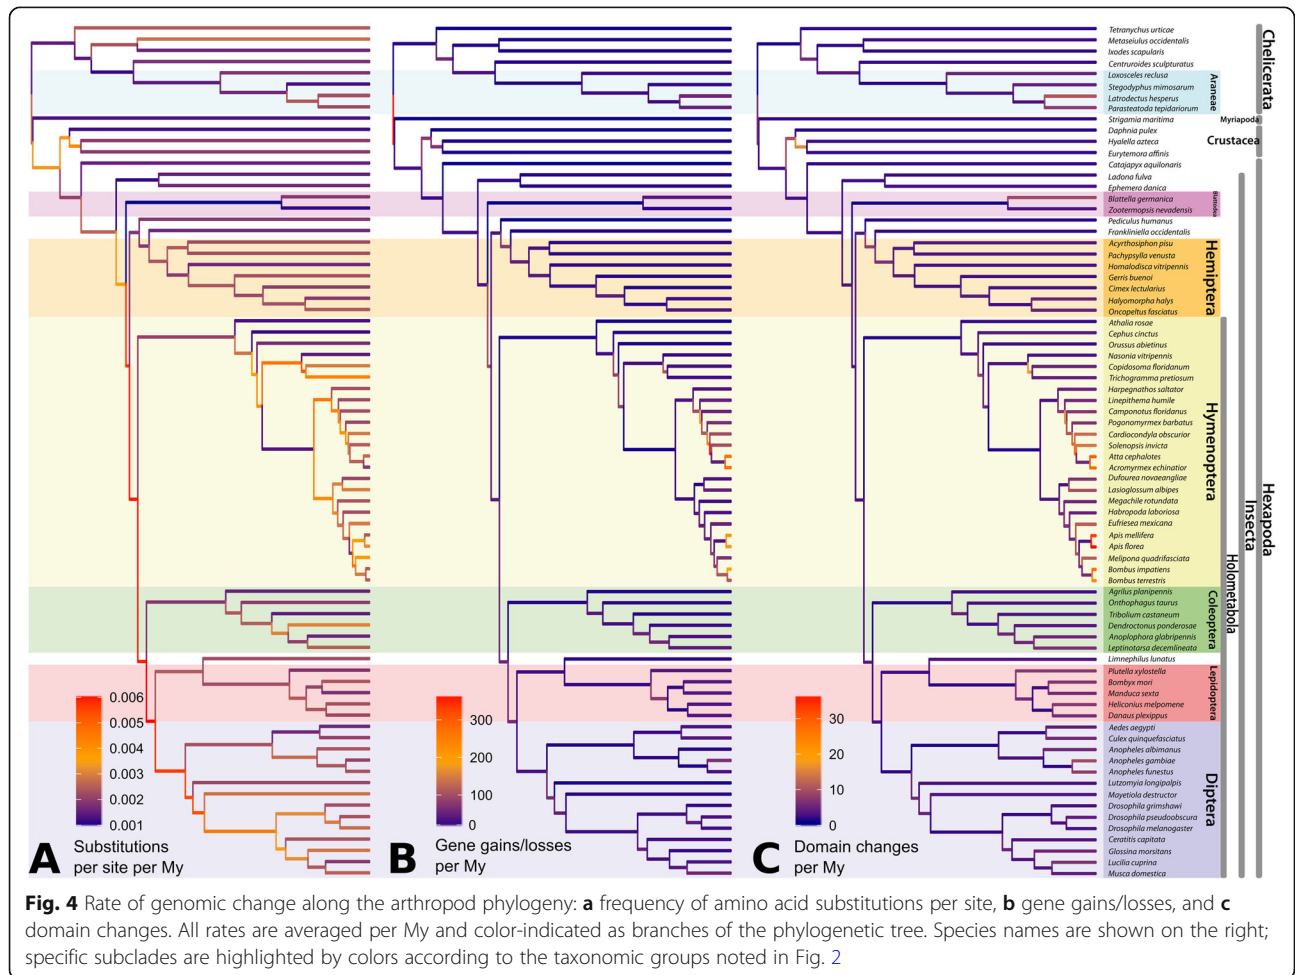 Tetranychus urticae
Metaseiulus occidentalis
Ixodes scapularis
Centruroides sculpturatus
Loxosceles reclusa
Stegodyphus mimosarum
Latrodectus hesperus
Parasteatoda tepidariorum
Strigamia maritima
Daphnia pulex
Hyalella azteca
Eurytemora affinis
Catajapyx aquilonaris
Ladona fulva
Ephemera danica
Blattella germanica
Zootermopsis nevadensis
Pediculus humanus
Frankliniella occidentalis
Acyrthosiphon pisu
Pachypsylla venusta
Homalodisca vitripennis
Gerris buenoi
Cimex lectularius
Halyomorpha halys
Oncopeltus fasciatus
Athalia rosae
Cephus cinctus
Orussus abietinus
Nasonia vitripennis
Copidosoma floridanum
Trichogramma pretiosum
Harpegnathos saltator
Linepithema humile
Camponotus floridanus
Pogonomyrmex barbatus
Cardiocondyla obscurior
Solenopsis invicta
Atta cephalotes
Acromyrmex echinatior
Dufourea novaeangliae
Lasioglossum albipes
Megachile rotundata
Habropoda laboriosa
Eufriesea mexicana
Apis mellifera
Apis florea
Melipona quadrifasciata
Bombus impatiens
Bombus terrestris
Agrilus planipennis
Onthophagus taurus
Tribolium castaneum
Dendroctonus ponderosae
Anoplophora glabripennis
Leptinotarsa decemlineata
Limnephilus lunatus
Plutella xylostella
Bombyx mori
Manduca sexta
Heliconius melpomene
Danaus plexippus
Aedes aegypti
Culex quinquefasciatus
Anopheles albimanus
Anopheles gambiae
Anopheles funestus
Lutzomyia longipalpis
Mayetiola destructor
Drosophila grimshawi
Drosophila pseudoobscura
Drosophila melanogaster
Ceratitis capitata
Glossina morsitans
Lucilia cuprina
Musca domestica
Araneae
Chelicerata
Myriapoda
Crustacea
Blattodea
Hemiptera
Hymenoptera
Coleoptera
Lepidoptera
Diptera
Holometabola
Insecta
Hexapoda
0.006
0.005
0.004
0.003
0.002
0.001
A
Substitutions
per site per My
300
200
100
0
B
Gene gains/losses
per My
30
20
10
0
C
Domain changes
per My
Fig. 4 Rate of genomic change along the arthropod phylogeny: a frequency of amino acid substitutions per site, b gene gains/losses, and c
domain changes. All rates are averaged per My and color-indicated as branches of the phylogenetic tree. Species names are shown on the right;
specific subclades are highlighted by colors according to the taxonomic groups noted in Fig. 2